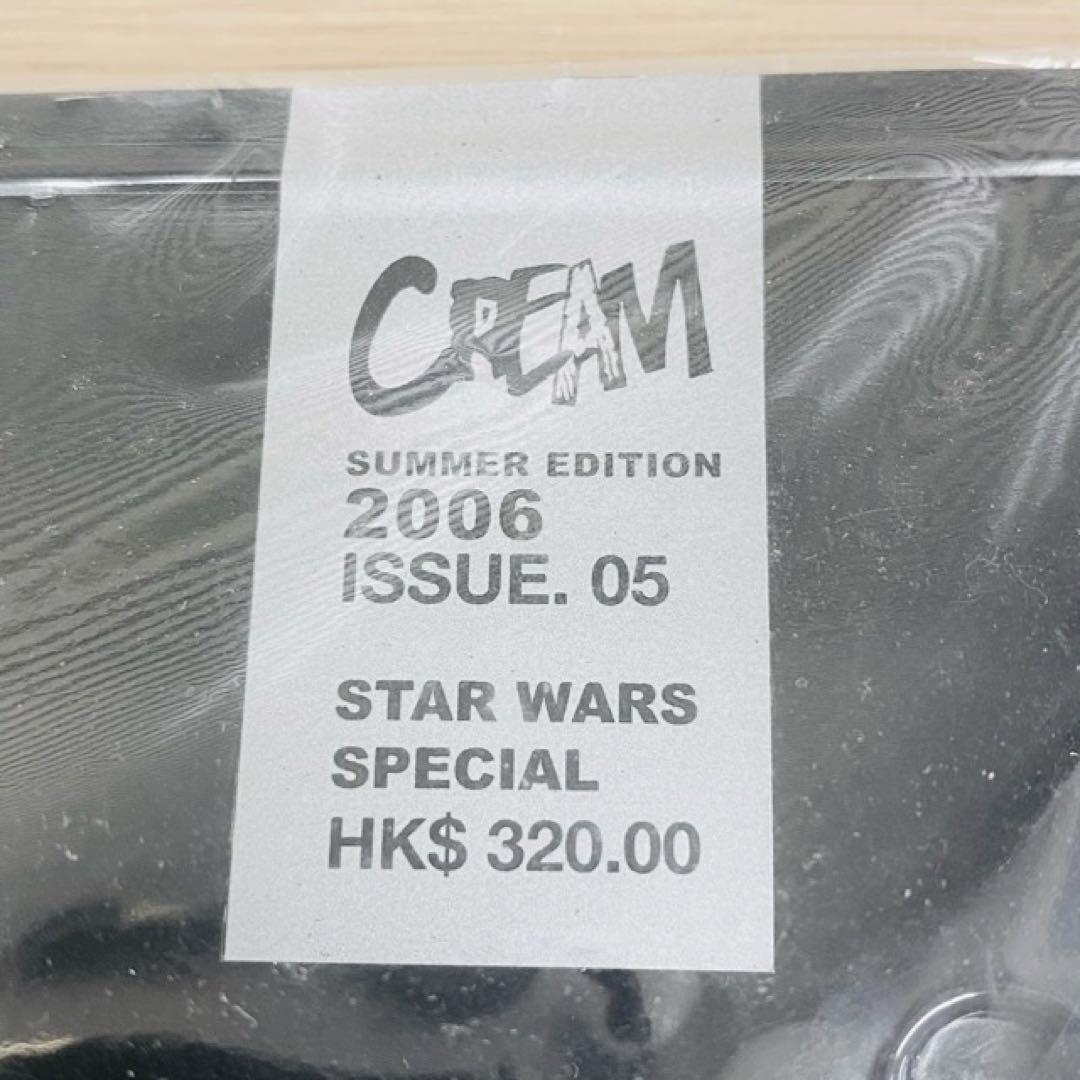 CREAM
SUMMER EDITION
2006
ISSUE. 05
STAR WARS
SPECIAL
HK$ 320.00